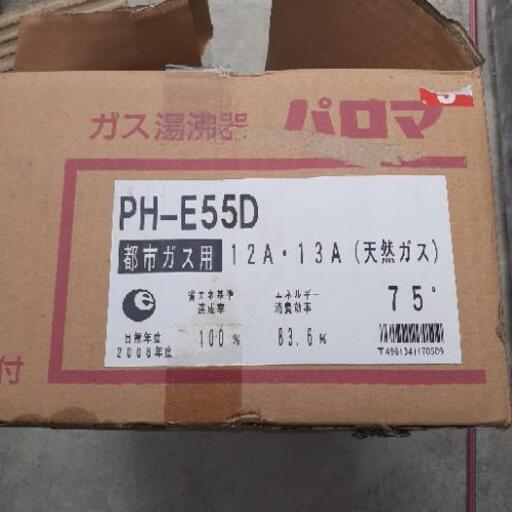 ガス湯沸器 パロマ
PH-E55D
都市ガス用 12A・13A(天然ガス)
e 省エネ基準達成率 エネルギー消費効率 75°
目標年度 2006年度 100% 83.6%
T4961341170509
付